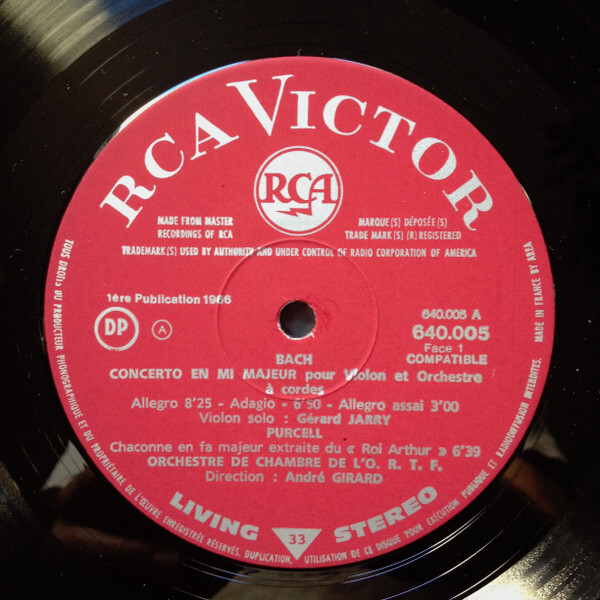 RCA VICTOR
RCA
MADE FROM MASTER
RECORDINGS OF RCA
MARQUE(S) DÉPOSÉE(S)
TRADE MARK(S) (R) REGISTERED
TRADEMARK(S) USED BY AUTHORITY AND UNDER CONTROL OF RADIO CORPORATION OF AMERICA
1ère Publication 1966
DP
A
640.005 A
640.005
Face 1
COMPATIBLE
BACH
CONCERTO EN MI MAJEUR pour Violon et Orchestre
à cordes
Allegro 8'25 - Adagio - 6'50 - Allegro assai 3'00
Violon solo : Gérard JARRY
PURCELL
Chaconne en fa majeur extraite du « Roi Arthur » 6'39
ORCHESTRE DE CHAMBRE DE L'O. R. T. F.
Direction : André GIRARD
LIVING STEREO
33
TOUS DROITS DU PRODUCTEUR PHONOGRAPHIQUE ET DU PROPRIÉTAIRE DE L'ŒUVRE ENREGISTRÉE RÉSERVÉS. DUPLICATION, UTILISATION DE CE DISQUE POUR EXÉCUTION PUBLIQUE ET RADIODIFFUSION INTERDITES.
MADE IN FRANCE BY AREA